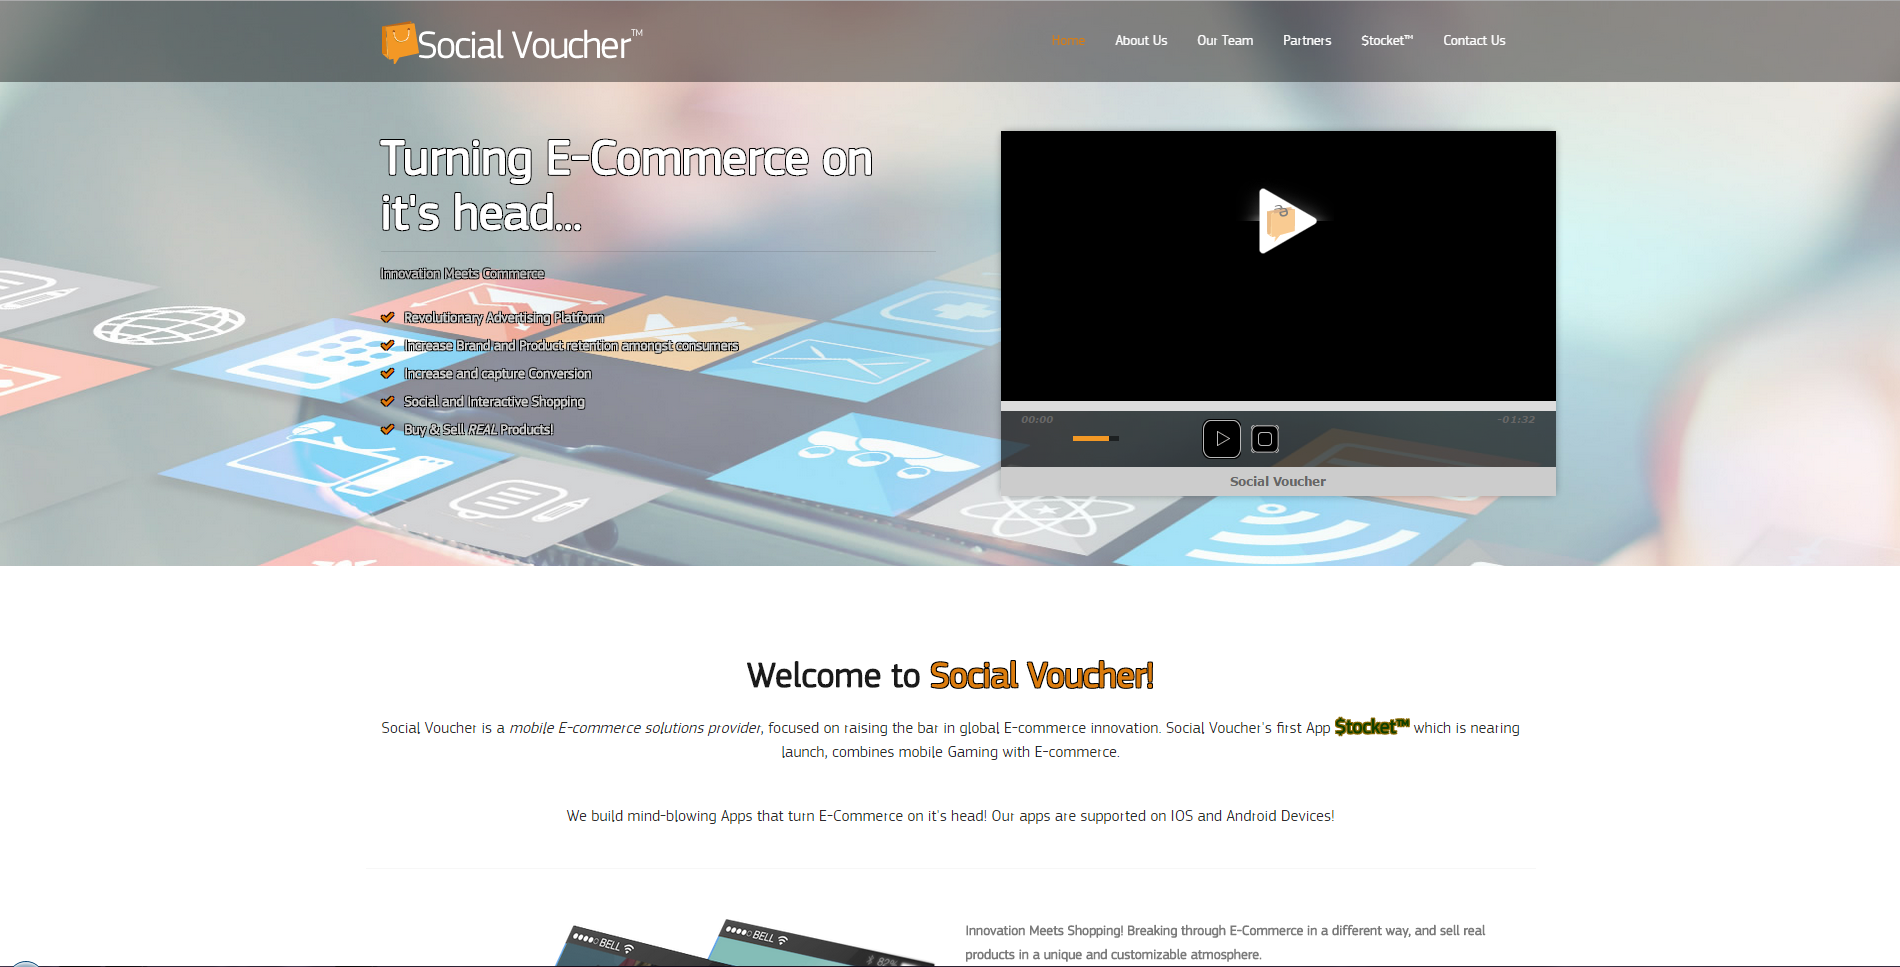 Social Voucher™
Home About Us Our Team Partners $tocket™ Contact Us
Turning E-Commerce on
it's head...
Innovation Meets Commerce
Revolutionary Advertising Platform
Increase Brand and Product retention amongst consumers
Increase and capture Conversion
Social and Interactive Shopping
Buy & Sell REAL Products!
00:00
-01:32
Social Voucher
Welcome to Social Voucher!
Social Voucher is a mobile E-commerce solutions provider, focused on raising the bar in global E-commerce innovation. Social Voucher's first App $tocket™ which is nearing
launch, combines mobile Gaming with E-commerce.
We build mind-blowing Apps that turn E-Commerce on it's head! Our apps are supported on IOS and Android Devices!
BELL
BELL
82%
Innovation Meets Shopping! Breaking through E-Commerce in a different way, and sell real
products in a unique and customizable atmosphere.